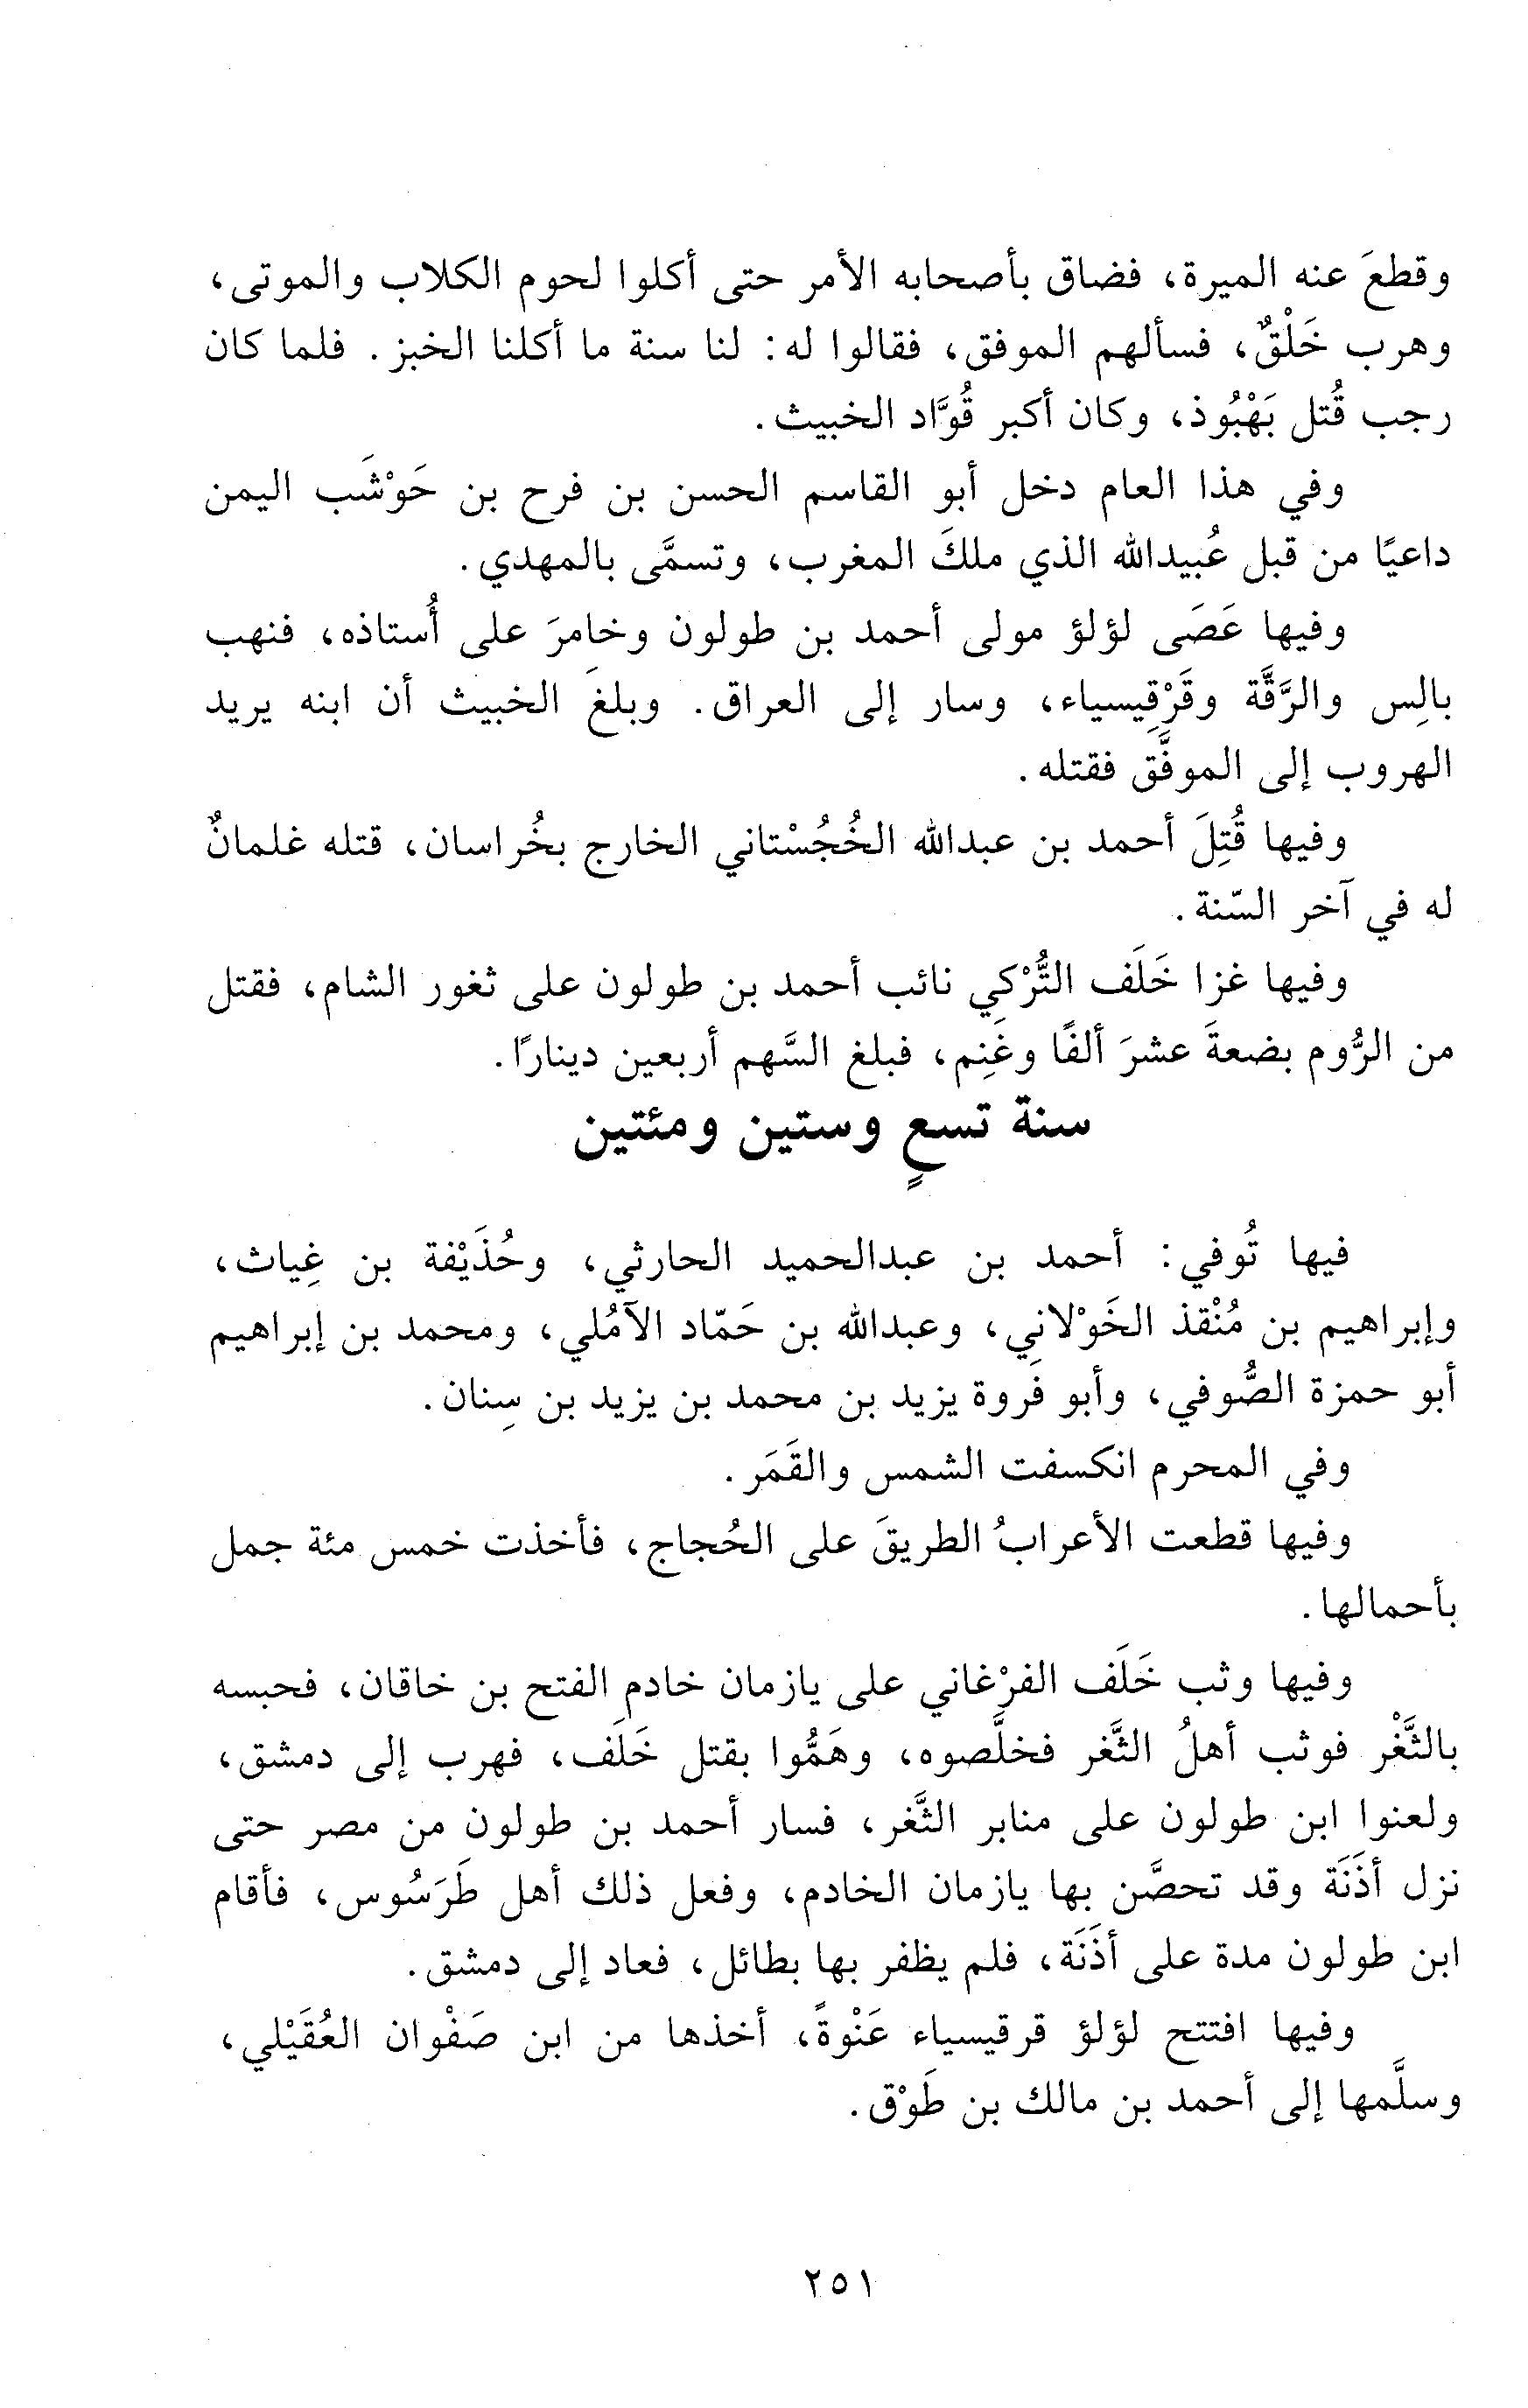 وقطعَ عنه الميرة، فضاق بأصحابه الأمر حتى أكلوا لحوم الكلاب والموتى،
وهرب خَلْقٌ، فسألهم الموفق، فقالوا له: لنا سنة ما أكلنا الخبز. فلما كان
رجب قُتل بَهْبُوذ، وكان أكبر قُوَّاد الخبيث.
وفي هذا العام دخل أبو القاسم الحسن بن فرح بن حَوْشَب اليمن
داعيًا من قبل عُبيدالله الذي ملكَ المغرب، وتسمَّى بالمهدي.
وفيها عَصَى لؤلؤ مولى أحمد بن طولون وخامرَ على أُستاذه، فنهب
بالِس والرَّقَّة وقَرْقِيسياء، وسار إلى العراق. وبلغَ الخبيث أن ابنه يريد
الهروب إلى الموفَّق فقتله.
وفيها قُتِلَ أحمد بن عبدالله الخُجُسْتاني الخارج بخُراسان، قتله غلمانٌ
له في آخر السّنة.
وفيها غزا خَلَف التُّرْكي نائب أحمد بن طولون على ثغور الشام، فقتل
من الرُّوم بضعةَ عشرَ ألفًا وغَنِم، فبلغ السَّهم أربعين دينارًا.
سنة تسعٍ وستين ومئتين
فيها تُوفي: أحمد بن عبدالحميد الحارثي، وحُذَيْفة بن غِياث،
وإبراهيم بن مُنْقذ الخَوْلاني، وعبدالله بن حَمّاد الآمُلي، ومحمد بن إبراهيم
أبو حمزة الصُّوفي، وأبو فَروة يزيد بن محمد بن يزيد بن سِنان.
وفي المحرم انكسفت الشمس والقَمَر.
وفيها قطعت الأعرابُ الطريقَ على الحُجاج، فأخذت خمس مئة جمل
بأحمالها.
وفيها وثب خَلَف الفرْغاني على يازمان خادم الفتح بن خاقان، فحبسه
بالثَّغْر فوثب أهلُ الثَّغر فخلَّصوه، وهَمُّوا بقتل خَلَف، فهرب إلى دمشق،
ولعنوا ابن طولون على منابر الثَّغر، فسار أحمد بن طولون من مصر حتى
نزل أذَنَة وقد تحصَّن بها يازمان الخادم، وفعل ذلك أهل طَرَسُوس، فأقام
ابن طولون مدة على أذَنَة، فلم يظفر بها بطائل، فعاد إلى دمشق.
وفيها افتتح لؤلؤ قرقيسياء عَنْوةً، أخذها من ابن صَفْوان العُقَيْلي،
وسلَّمها إلى أحمد بن مالك بن طَوْق.
٢٥١